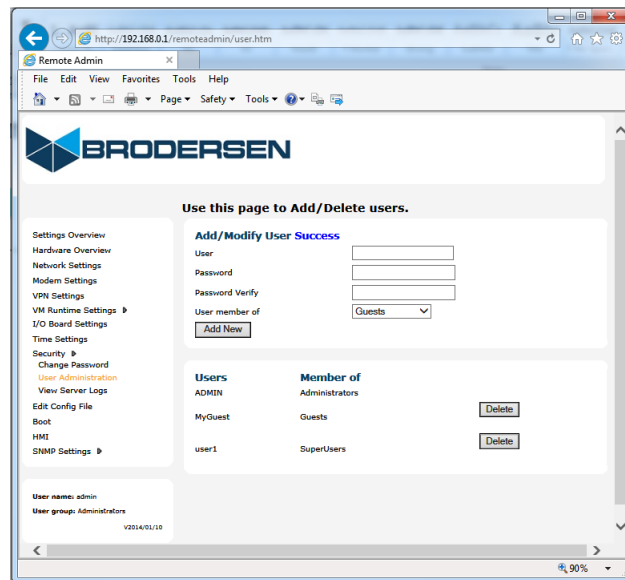 http://192.168.0.1/remoteadmin/user.htm
Remote Admin
File Edit View Favorites Tools Help
Page Safety Tools
BRODERSEN
Use this page to Add/Delete users.
Settings Overview
Hardware Overview
Network Settings
Modem Settings
VPN Settings
VM Runtime Settings
I/O Board Settings
Time Settings
Security
Change Password
User Administration
View Server Logs
Edit Config File
Boot
HMI
SNMP Settings
Add/Modify User Success
User
Password
Password Verify
User member of Guests
Add New
Users Member of
ADMIN Administrators
MyGuest Guests Delete
user1 SuperUsers Delete
User name: admin
User group: Administrators
V2014/01/10
90%